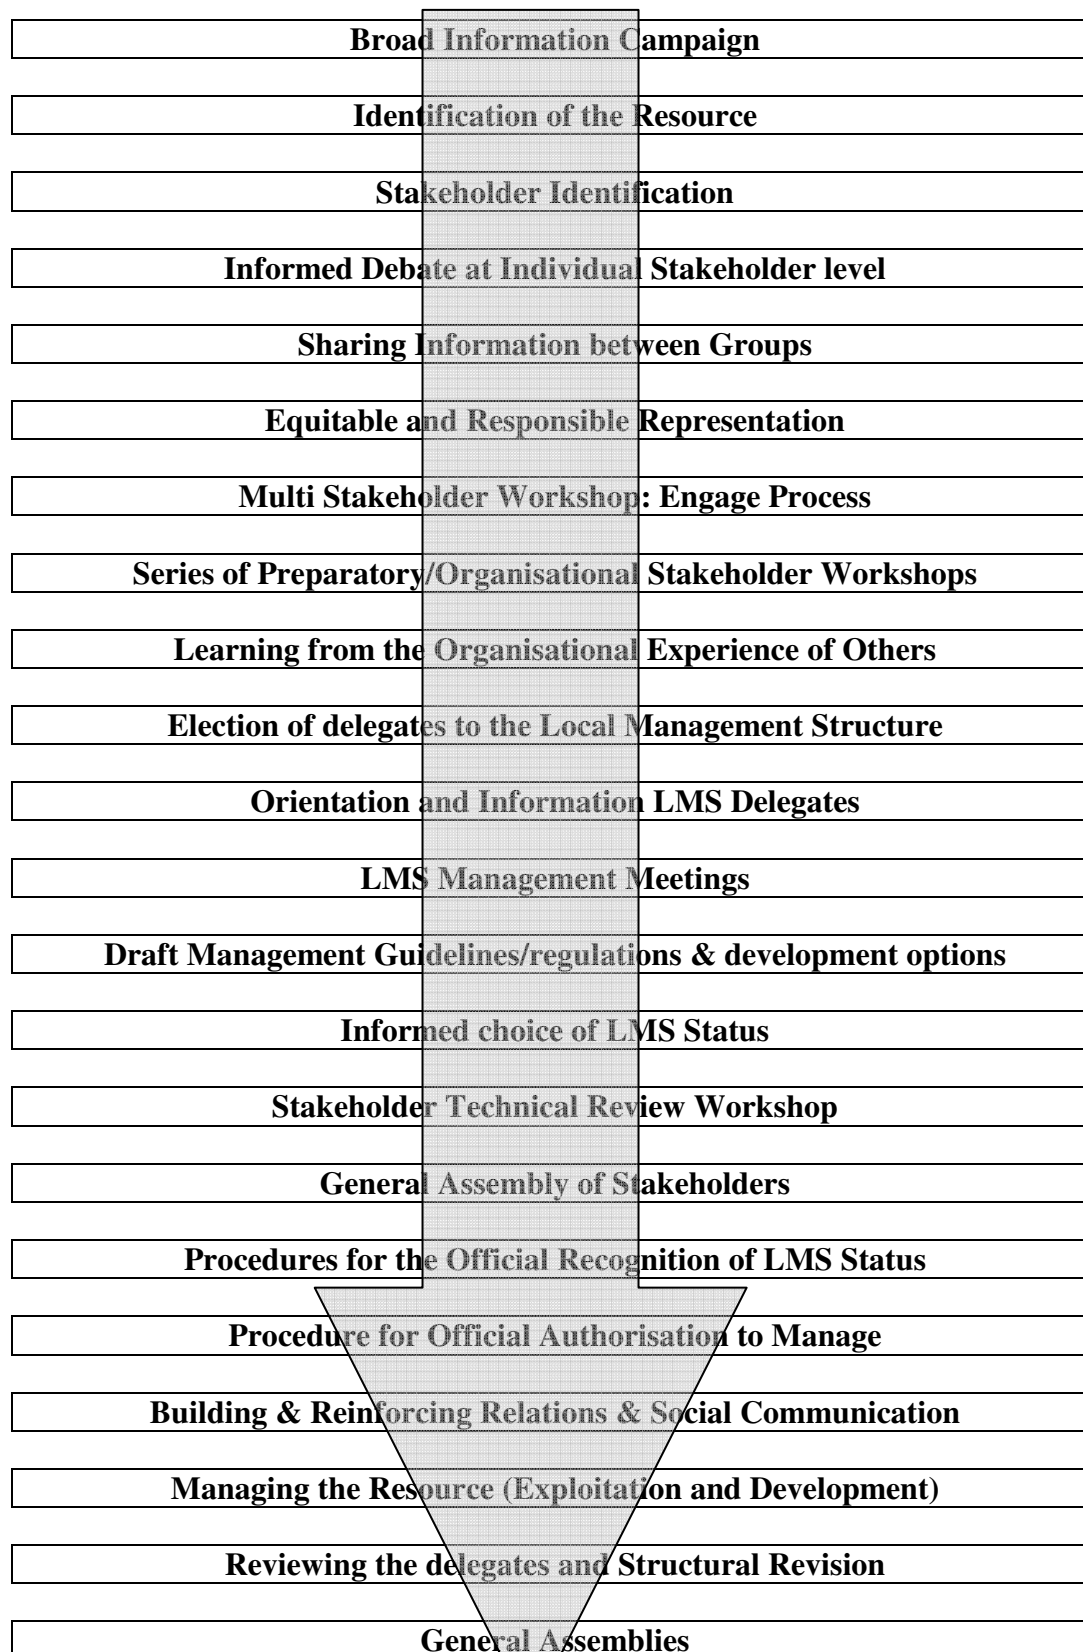 Broad Information Campaign
Identification of the Resource
Stakeholder Identification
Informed Debate at Individual Stakeholder level
Sharing Information between Groups
Equitable and Responsible Representation
Multi Stakeholder Workshop: Engage Process
Series of Preparatory/Organisational Stakeholder Workshops
Learning from the Organisational Experience of Others
Election of delegates to the Local Management Structure
Orientation and Information LMS Delegates
LMS Management Meetings
Draft Management Guidelines/regulations & development options
Informed choice of LMS Status
Stakeholder Technical Review Workshop
General Assembly of Stakeholders
Procedures for the Official Recognition of LMS Status
Procedure for Official Authorisation to Manage
Building & Reinforcing Relations & Social Communication
Managing the Resource (Exploitation and Development)
Reviewing the delegates and Structural Revision
General Assemblies